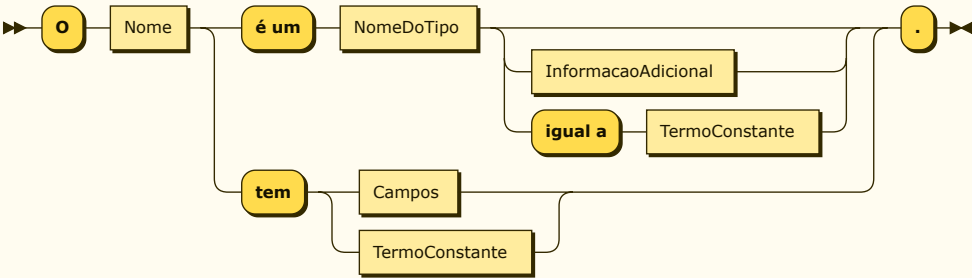 O Nome é um NomeDoTipo .
InformacaoAdicional
igual a TermoConstante
tem Campos
TermoConstante